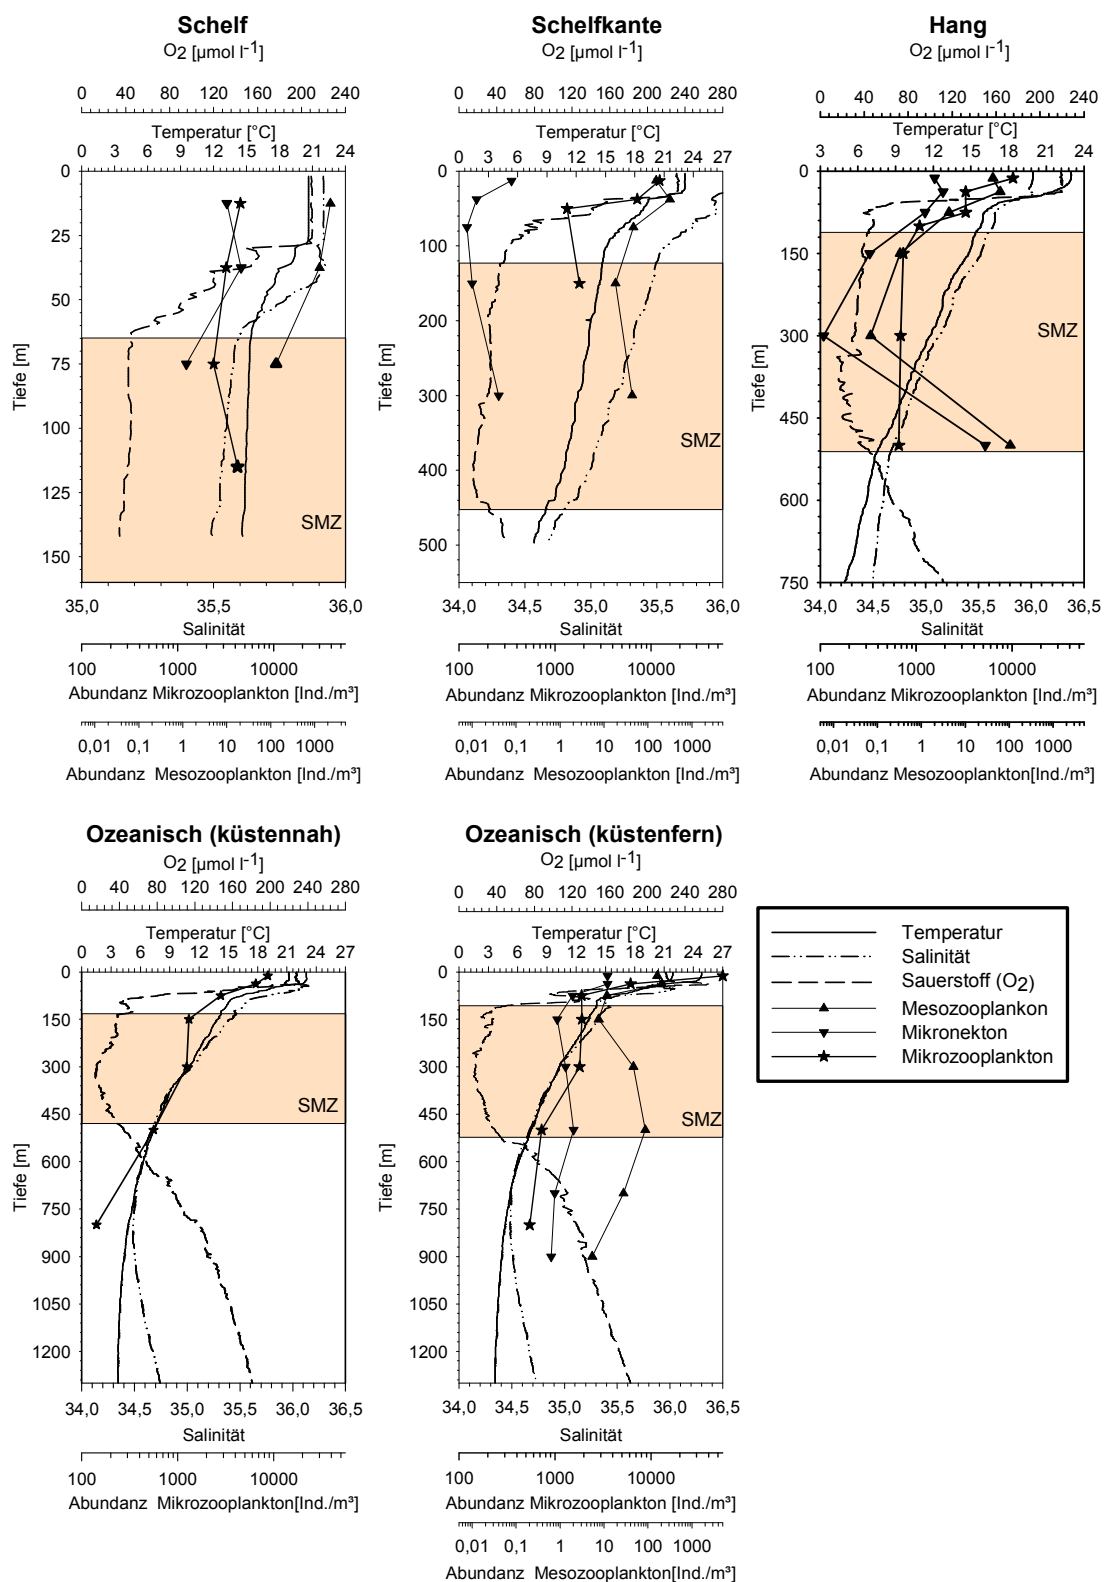 Schelf
O2 [µmol l-1]
0 40 80 120 160 200 240
Temperatur [°C]
0 3 6 9 12 15 18 21 24
0
25
50
75
100
125
150
Tiefe [m]
SMZ
35,0 35,5 36,0
Salinität
100 1000 10000
Abundanz Mikrozooplankton [Ind./m³]
0,01 0,1 1 10 100 1000
Abundanz Mesozooplankton [Ind./m³]
Schelfkante
O2 [µmol l-1]
0 40 80 120 160 200 240 280
Temperatur [°C]
0 3 6 9 12 15 18 21 24 27
0
100
200
300
400
500
Tiefe [m]
SMZ
34,0 34,5 35,0 35,5 36,0
Salinität
100 1000 10000
Abundanz Mikrozooplankton [Ind./m³]
0,01 0,1 1 10 100 1000
Abundanz Mesozooplankton [Ind./m³]
Hang
O2 [µmol l-1]
0 40 80 120 160 200 240
Temperatur [°C]
3 6 9 12 15 18 21 24
0
150
300
450
600
750
Tiefe [m]
SMZ
34,0 34,5 35,0 35,5 36,0 36,5
Salinität
100 1000 10000
Abundanz Mikrozooplankton [Ind./m³]
0,01 0,1 1 10 100 1000
Abundanz Mesozooplankton[Ind./m³]
Ozeanisch (küstennah)
O2 [µmol l-1]
0 40 80 120 160 200 240 280
Temperatur [°C]
0 3 6 9 12 15 18 21 24 27
0
150
300
450
600
750
900
1050
1200
Tiefe [m]
SMZ
34,0 34,5 35,0 35,5 36,0 36,5
Salinität
100 1000 10000
Abundanz Mikrozooplankton[Ind./m³]
Ozeanisch (küstenfern)
O2 [µmol l-1]
0 40 80 120 160 200 240 280
Temperatur [°C]
0 3 6 9 12 15 18 21 24 27
0
150
300
450
600
750
900
1050
1200
Tiefe [m]
SMZ
34,0 34,5 35,0 35,5 36,0 36,5
Salinität
100 1000 10000
Abundanz Mikrozooplankton[Ind./m³]
0,01 0,1 1 10 100 1000
Abundanz Mesozooplankton[Ind./m³]
Temperatur
Salinität
Sauerstoff (O2)
Mesozooplankon
Mikronekton
Mikrozooplankton